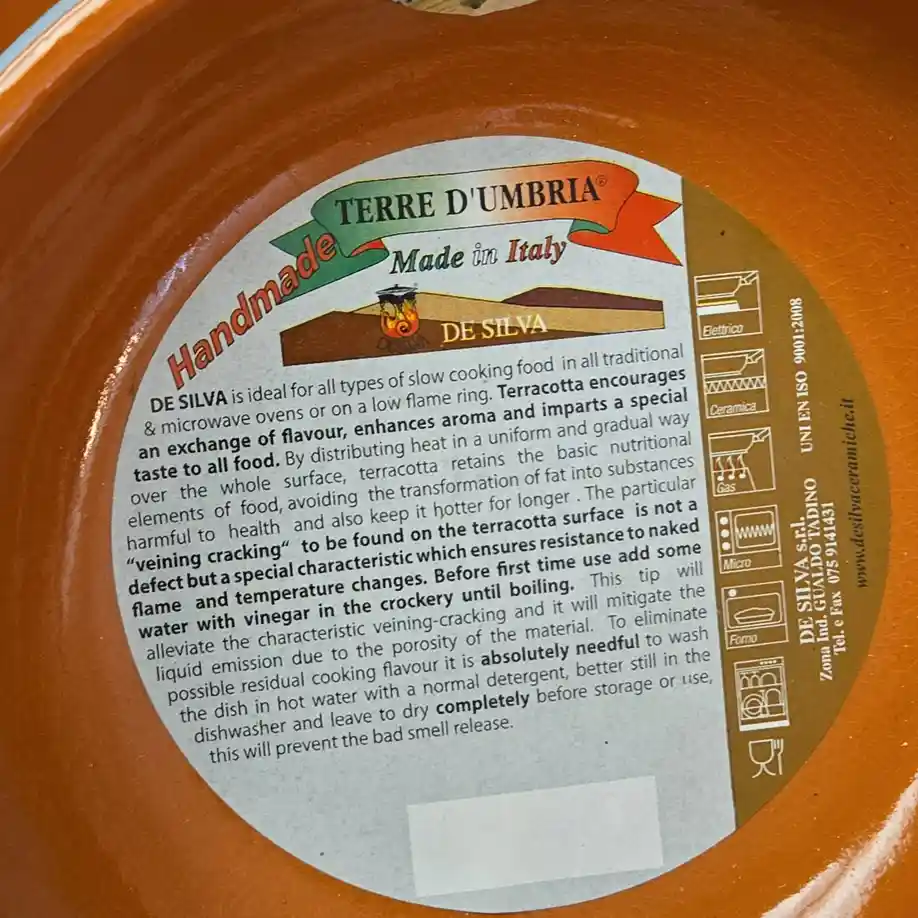 TERRE D'UMBRIA®
Handmade
Made in Italy
DE SILVA
DE SILVA is ideal for all types of slow cooking food in all traditional
& microwave ovens or on a low flame ring. Terracotta encourages
an exchange of flavour, enhances aroma and imparts a special
taste to all food. By distributing heat in a uniform and gradual way
over the whole surface, terracotta retains the basic nutritional
elements of food, avoiding the transformation of fat into substances
harmful to health and also keep it hotter for longer . The particular
"veining cracking“ to be found on the terracotta surface is not a
defect but a special characteristic which ensures resistance to naked
flame and temperature changes. Before first time use add some
water with vinegar in the crockery until boiling. This tip will
alleviate the characteristic veining-cracking and it will mitigate the
liquid emission due to the porosity of the material. To eliminate
possible residual cooking flavour it is absolutely needful to wash
the dish in hot water with a normal detergent, better still in the
dishwasher and leave to dry completely before storage or use,
this will prevent the bad smell release.
Elettrico
Ceramica
Gas
Micro
Forno
DE SILVA s.r.l. UNI EN ISO 9001:2008
Zona Ind. GUALDO TADINO
Tel. e Fax 075 9141431
www.desilvaceramiche.it